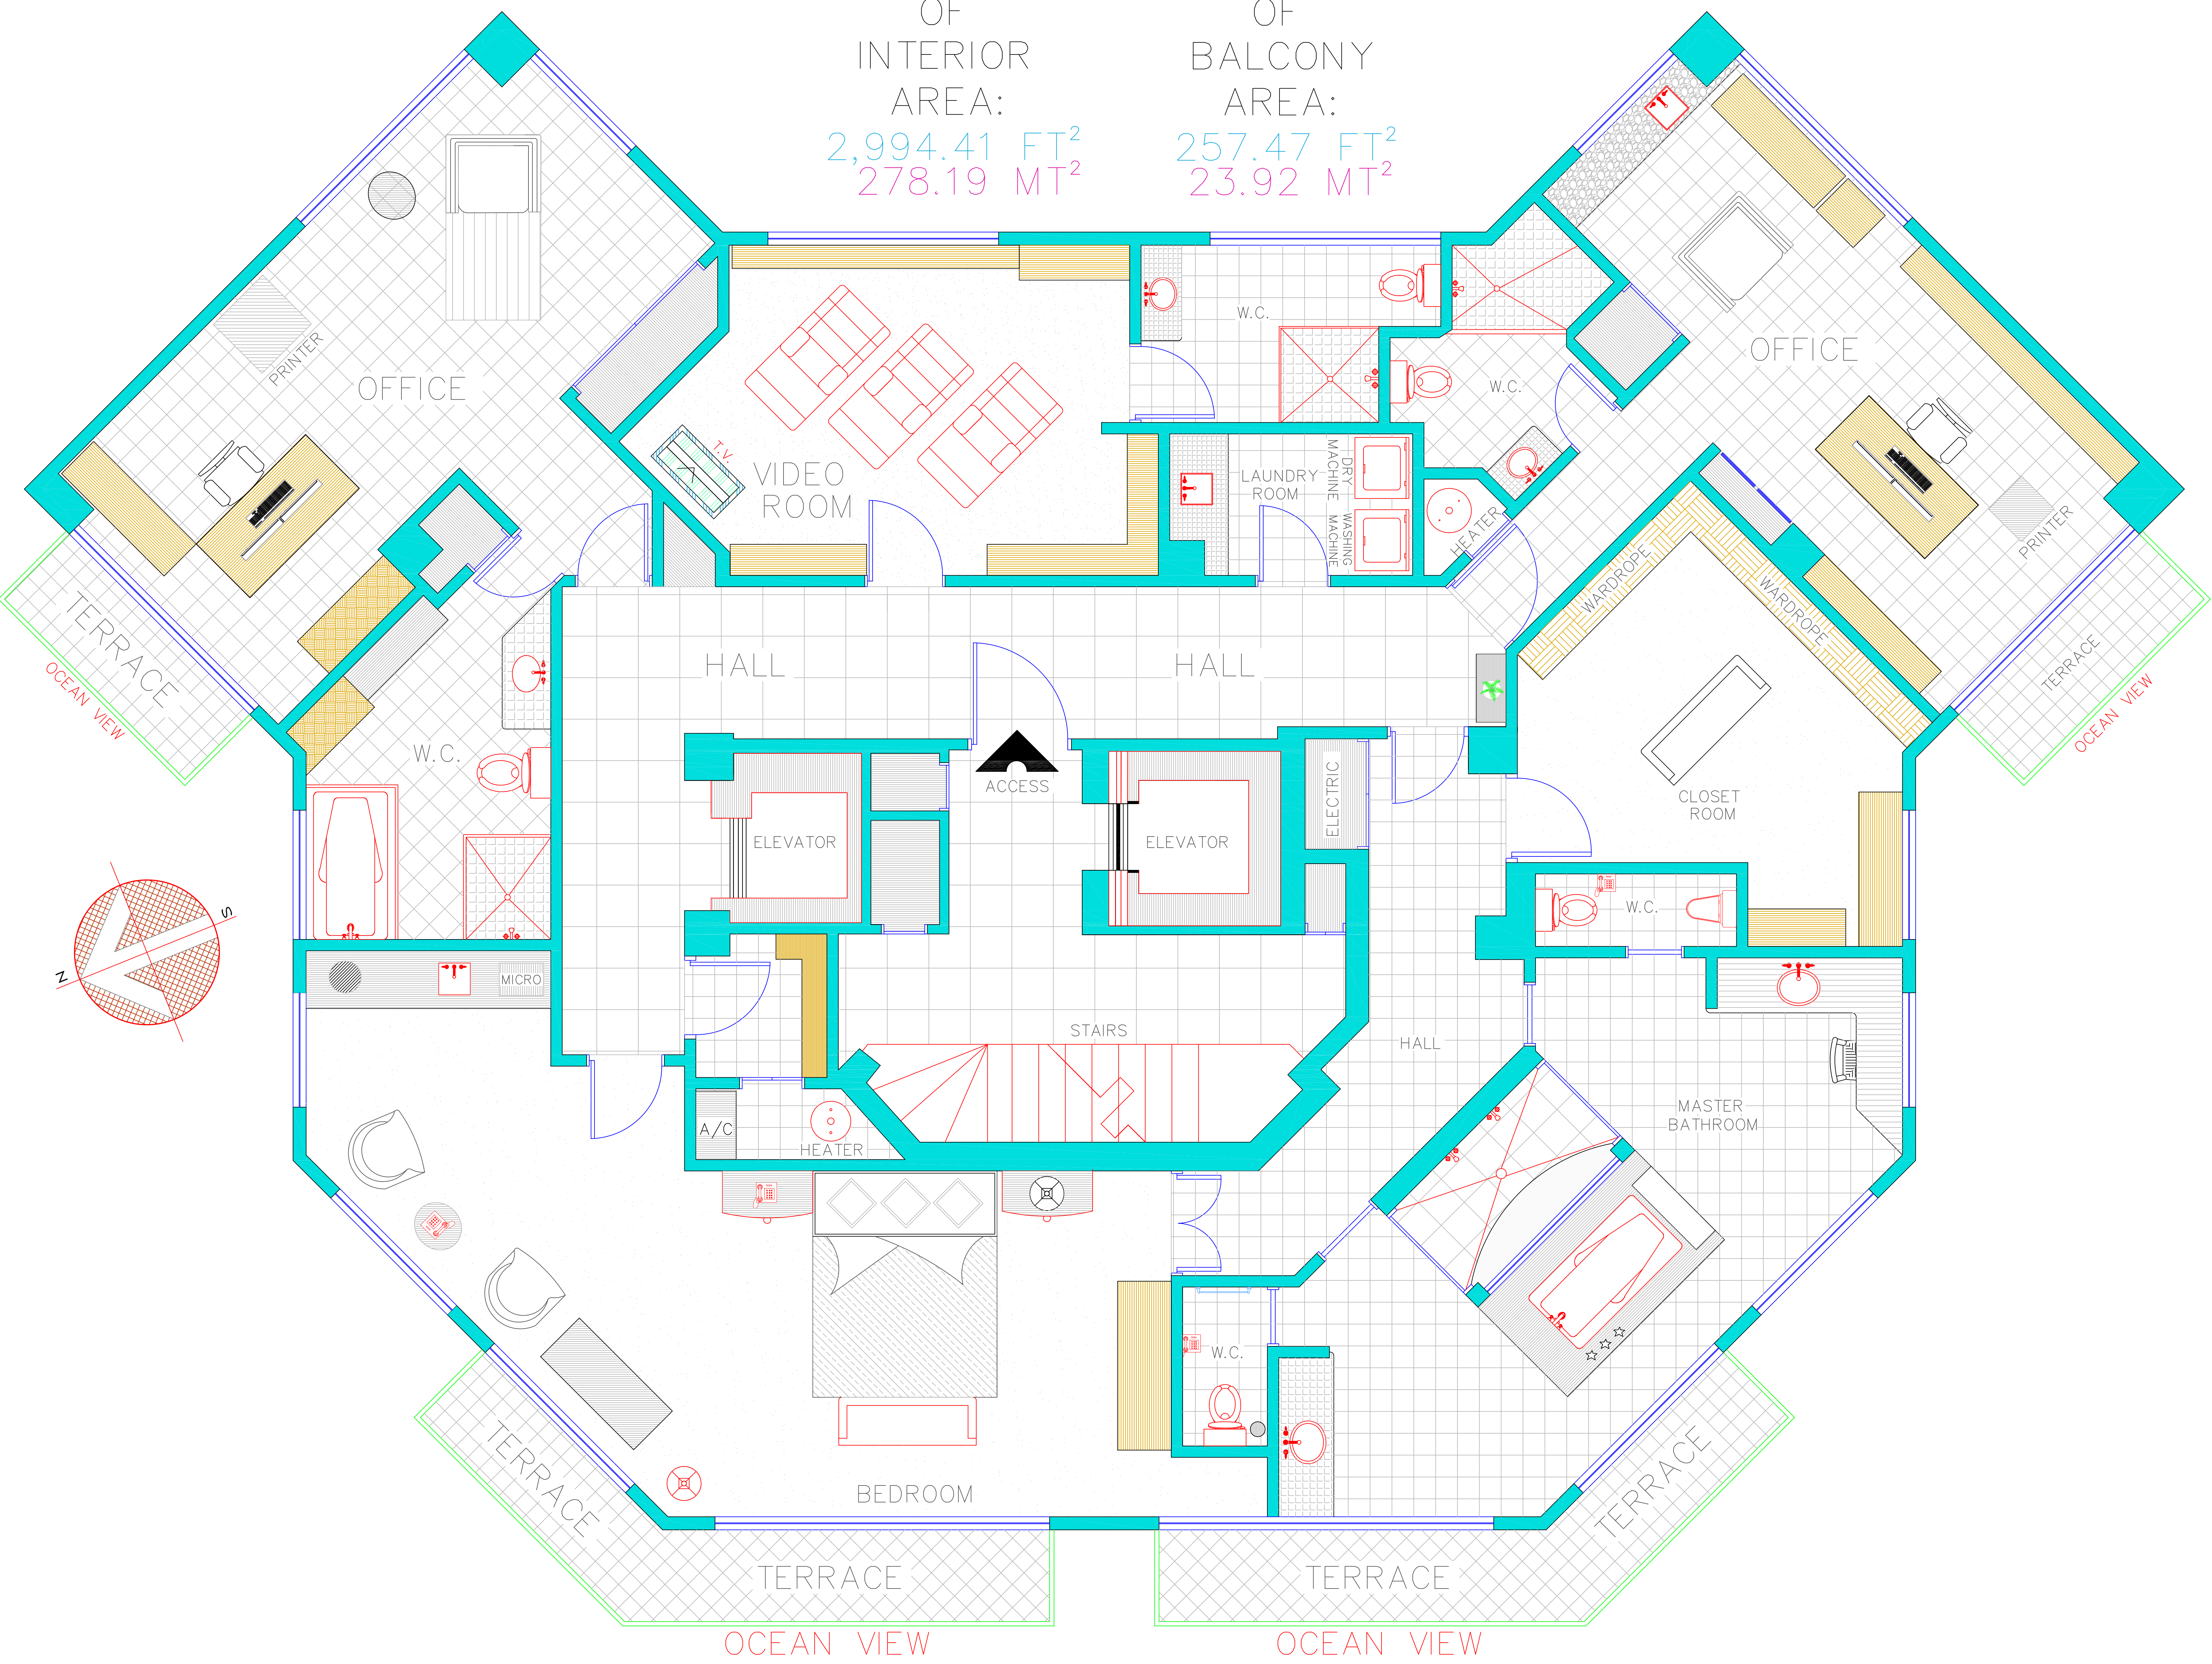 OF
INTERIOR
AREA:
2,994.41 FT²
278.19 MT²
OF
BALCONY
AREA:
257.47 FT²
23.92 MT²
OFFICE
PRINTER
TERRACE
OCEAN VIEW
T.V.
VIDEO
ROOM
W.C.
W.C.
LAUNDRY
ROOM
DRY
MACHINE
WASHING
MACHINE
HEATER
OFFICE
PRINTER
TERRACE
OCEAN VIEW
WARDROPE
WARDROPE
HALL
HALL
W.C.
ACCESS
ELEVATOR
ELEVATOR
ELECTRIC
CLOSET
ROOM
W.C.
N
S
MICRO
STAIRS
HALL
A/C
HEATER
MASTER
BATHROOM
W.C.
BEDROOM
TERRACE
TERRACE
TERRACE
TERRACE
OCEAN VIEW
OCEAN VIEW